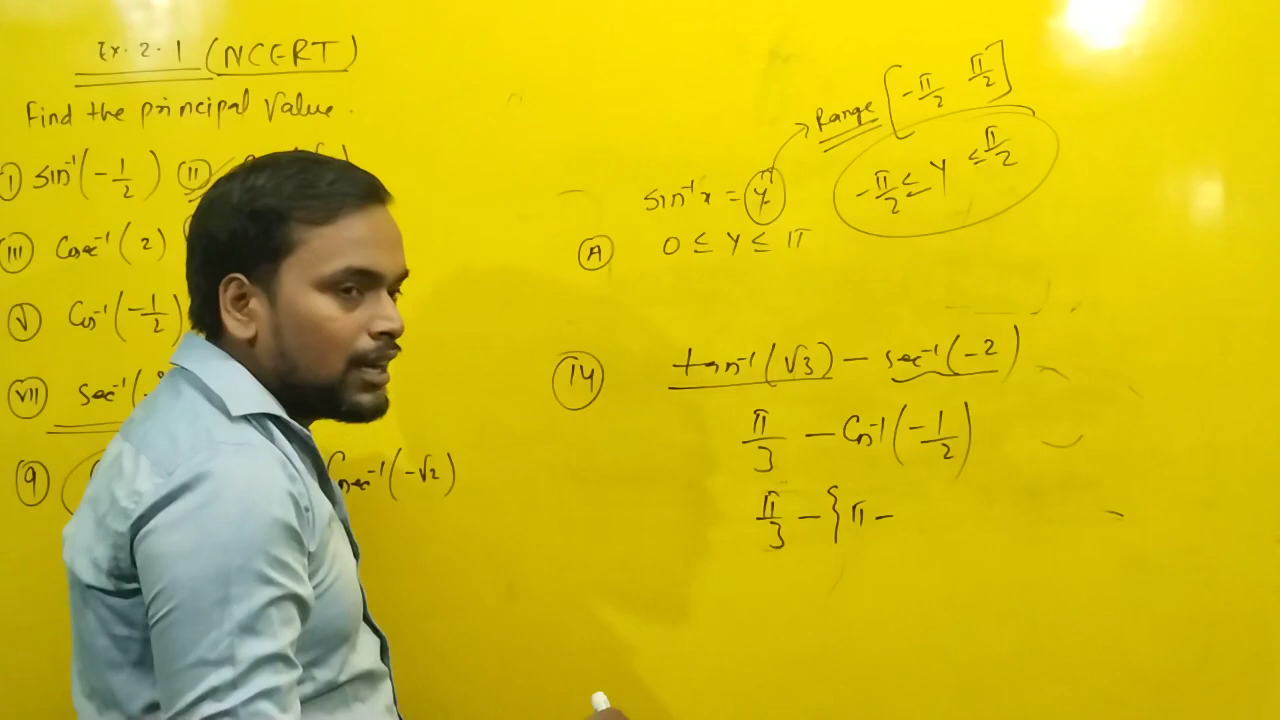 Ex. 2.1 (NCERT)
Find the principal value.
I sin⁻¹(-1/2) II
III Cosec⁻¹(2)
V Cos⁻¹(-1/2)
VII sec⁻¹(
9 Cosec⁻¹(-√2)
Range [-π/2 π/2]
sin⁻¹x = y -π/2 ≤ y ≤ π/2
A 0 ≤ y ≤ π
14 tan⁻¹(√3) - sec⁻¹(-2)
π/3 - Cos⁻¹(-1/2)
π/3 - {π -